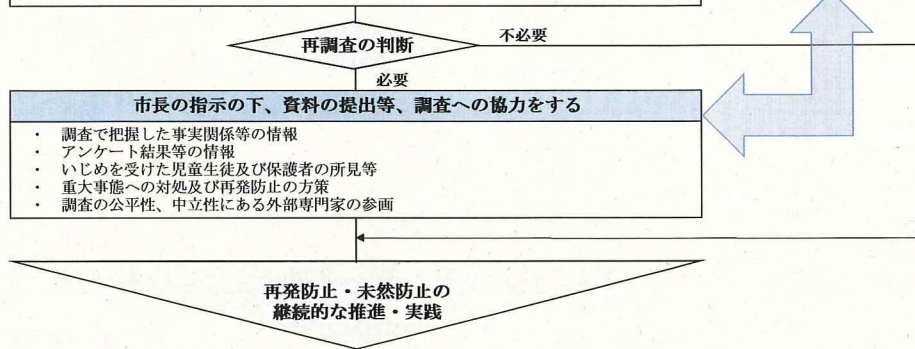 再調査の判断
不必要
必要
市長の指示の下、資料の提出等、調査への協力をする
・ 調査で把握した事実関係等の情報
・ アンケート結果等の情報
・ いじめを受けた児童生徒及び保護者の所見等
・ 重大事態への対処及び再発防止の方策
・ 調査の公平性、中立性にある外部専門家の参画
再発防止・未然防止の
継続的な推進・実践